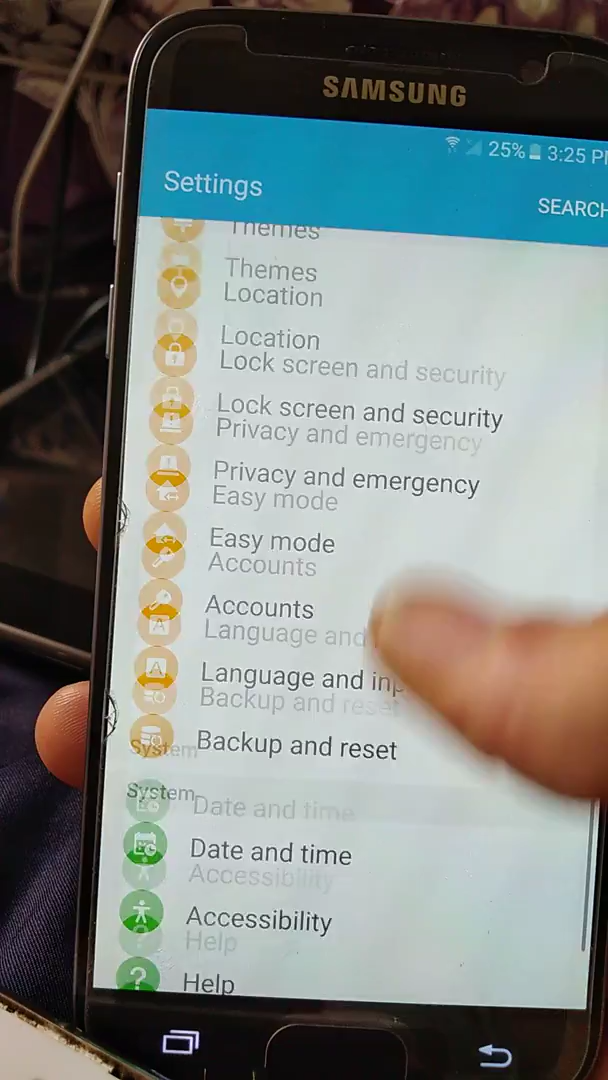 SAMSUNG
25% 3:25 P
Settings
SEARCH
Themes
Themes
Location
Location
Lock screen and security
Lock screen and security
Privacy and emergency
Privacy and emergency
Easy mode
Easy mode
Accounts
Accounts
Language and
Language and inp
Backup and reset
Backup and reset
System
System
Date and time
Date and time
Accessibility
Accessibility
Help
Help